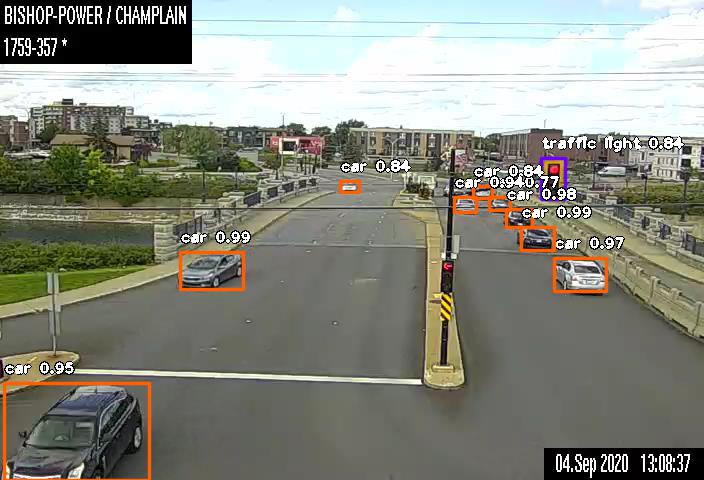 BISHOP-POWER / CHAMPLAIN
1759-357 *
traffic light 0.84
car 0.84
car 0.84
car 0.94
0.77
car 0.98
car 0.99
car 0.99
car 0.97
car 0.95
04.Sep 2020 13:08:37